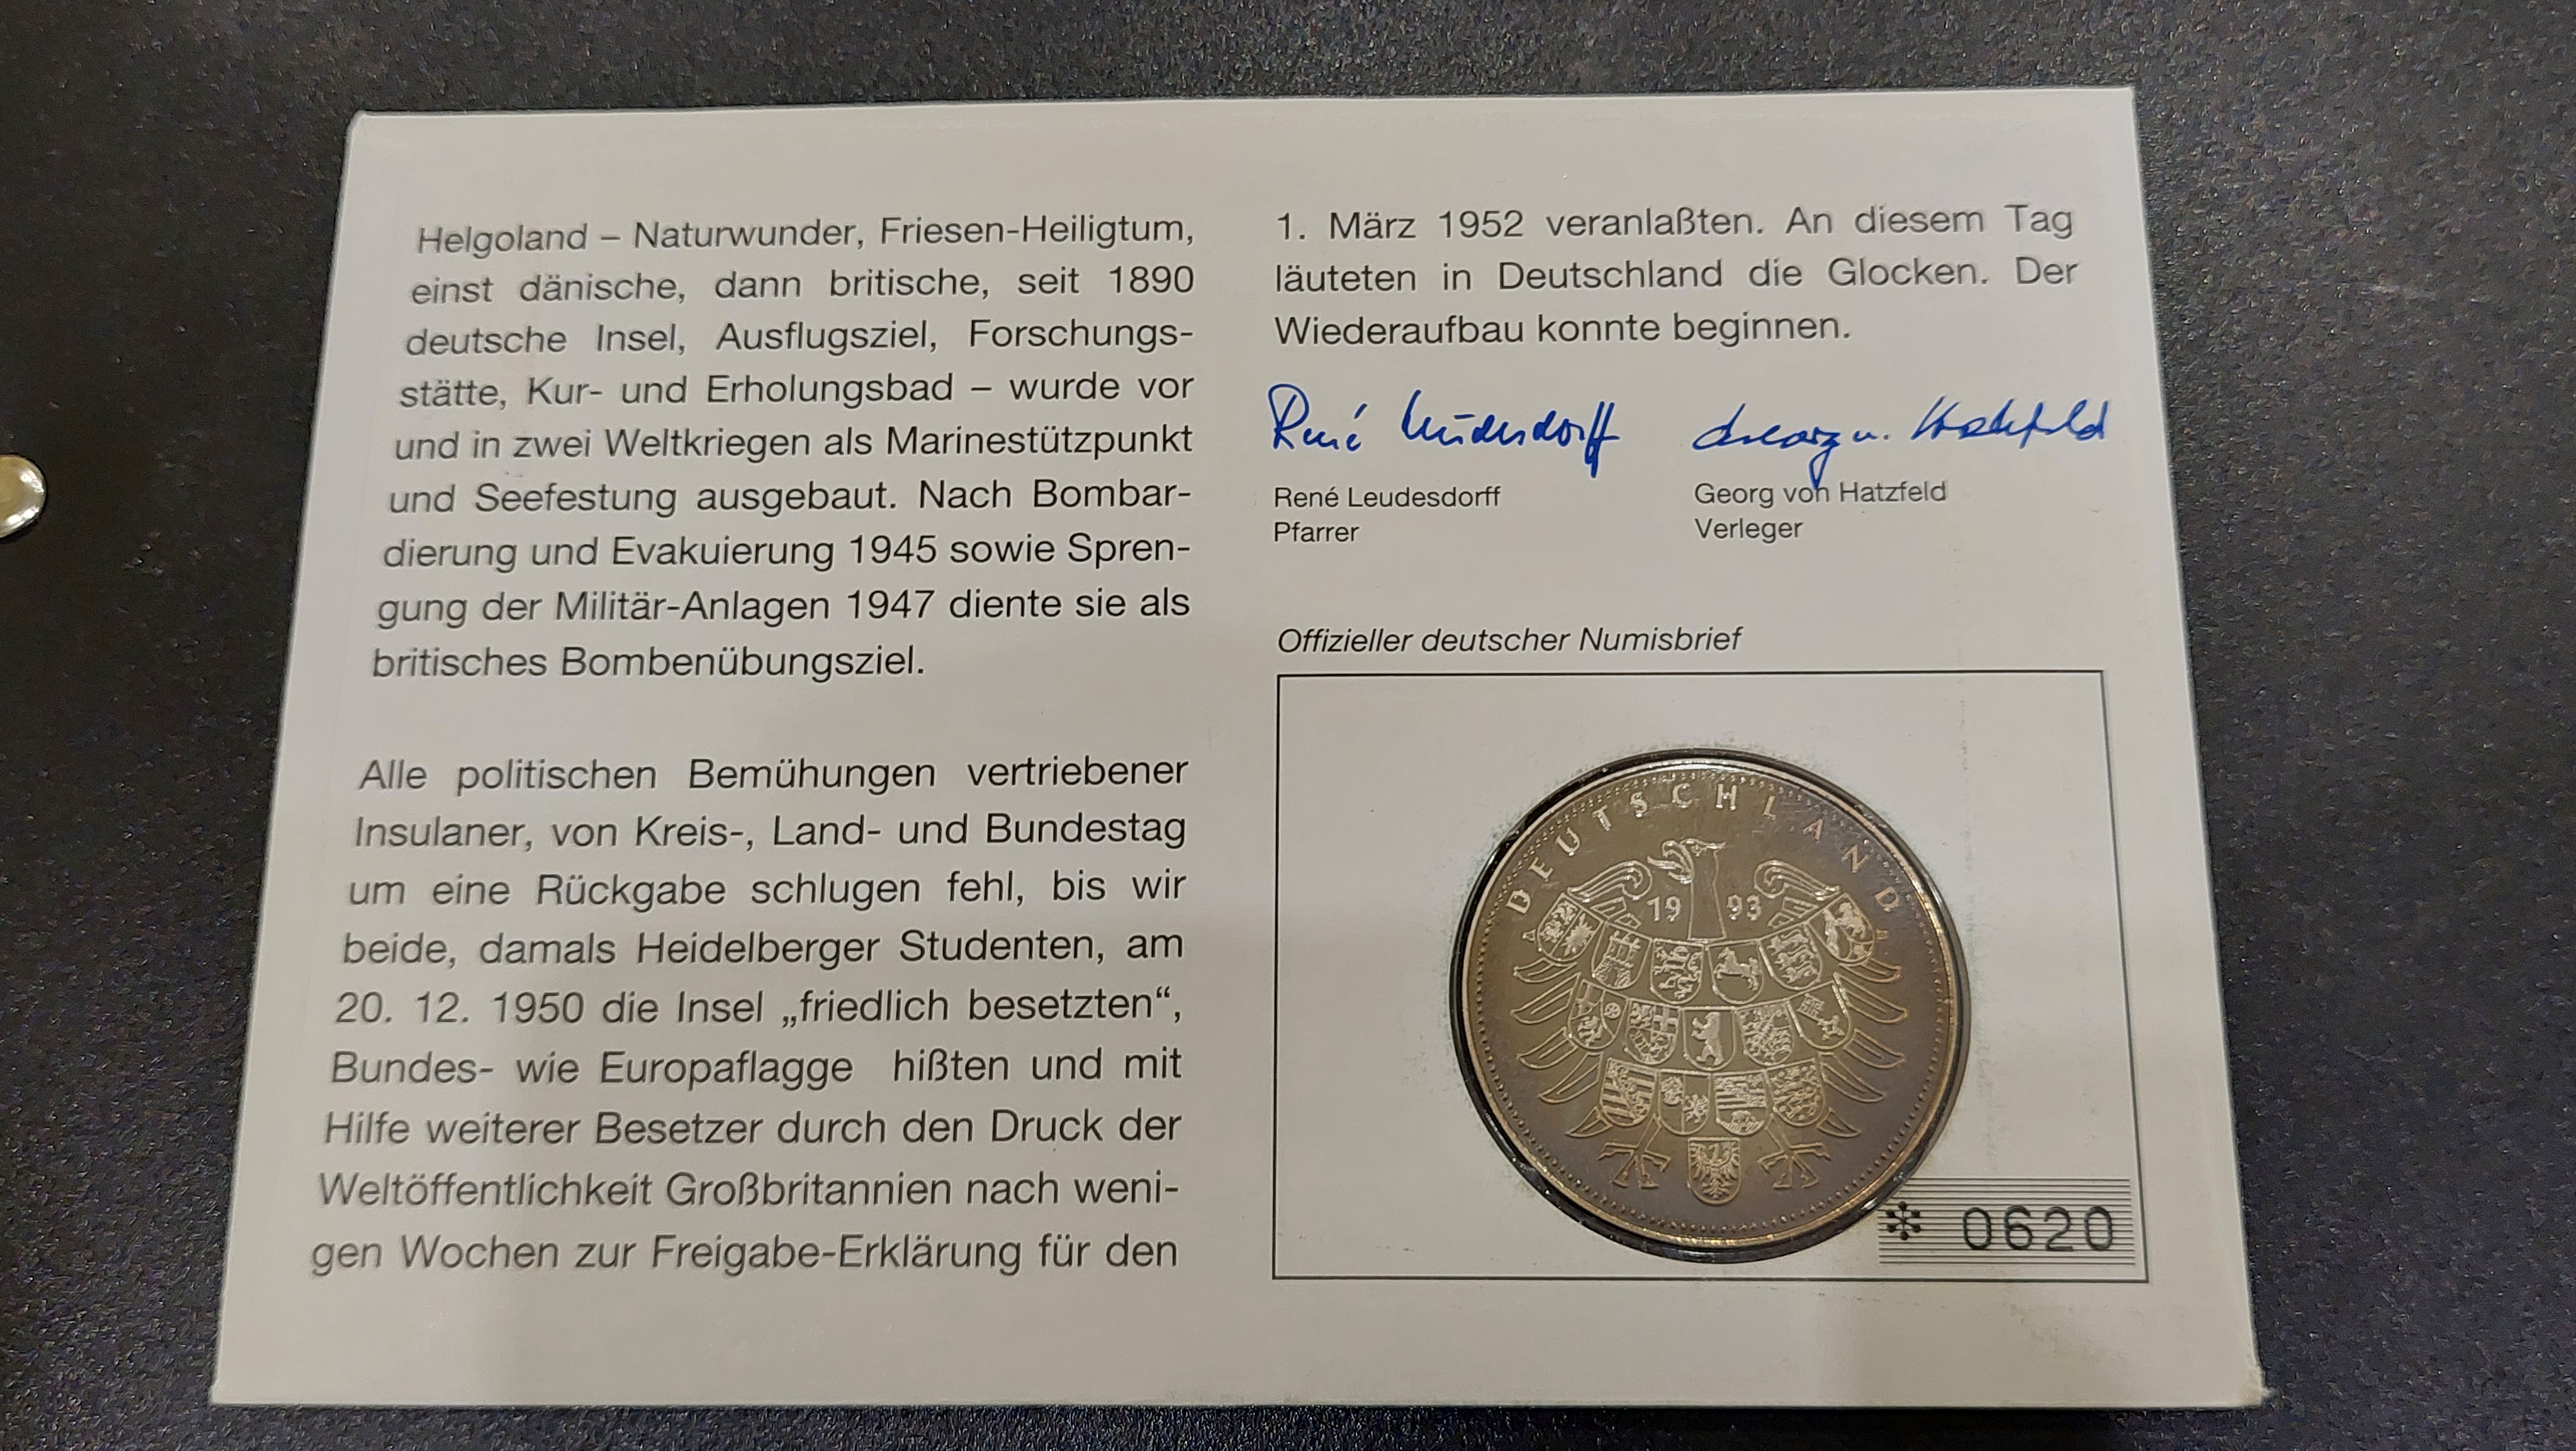 Helgoland – Naturwunder, Friesen-Heiligtum,
einst dänische, dann britische, seit 1890
deutsche Insel, Ausflugsziel, Forschungs-
stätte, Kur- und Erholungsbad – wurde vor
und in zwei Weltkriegen als Marinestützpunkt
und Seefestung ausgebaut. Nach Bombar-
dierung und Evakuierung 1945 sowie Spren-
gung der Militär-Anlagen 1947 diente sie als
britisches Bombenübungsziel.
Alle politischen Bemühungen vertriebener
Insulaner, von Kreis-, Land- und Bundestag
um eine Rückgabe schlugen fehl, bis wir
beide, damals Heidelberger Studenten, am
20. 12. 1950 die Insel „friedlich besetzten“,
Bundes- wie Europaflagge hißten und mit
Hilfe weiterer Besetzer durch den Druck der
Weltöffentlichkeit Großbritannien nach weni-
gen Wochen zur Freigabe-Erklärung für den
1. März 1952 veranlaßten. An diesem Tag
läuteten in Deutschland die Glocken. Der
Wiederaufbau konnte beginnen.
René Leudesdorff
Georg v. Hatzfeld
René Leudesdorff
Pfarrer
Georg von Hatzfeld
Verleger
Offizieller deutscher Numisbrief
DEUTSCHLAND
19 93
* 0620